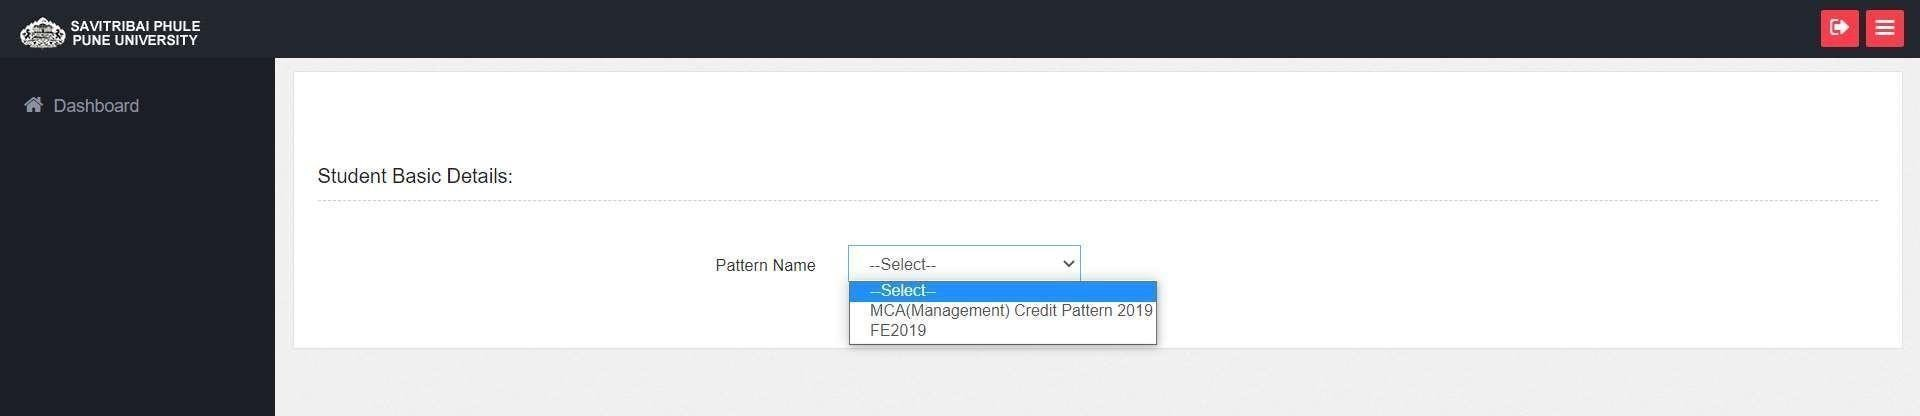 SAVITRIBAI PHULE
PUNE UNIVERSITY
Dashboard
Student Basic Details:
Pattern Name
--Select--
--Select--
MCA(Management) Credit Pattern 2019
FE2019